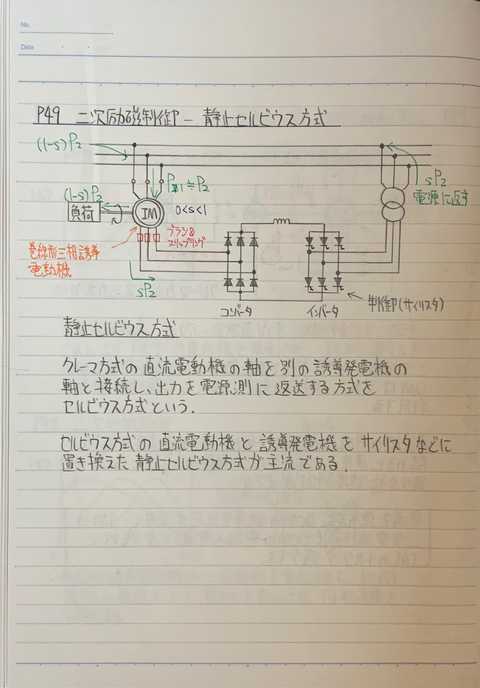 No.
Date
P49 二次励磁制御 - 静止セルビウス方式
(1-s)P2
P1≒P2
sP2
電源に返す
(1-s)P2
負荷
n
IM
0<s<1
ブラシ&
スリップリング
巻線形三相誘導
電動機
sP2
コンバータ
インバータ
制御(サイリスタ)
静止セルビウス方式
クレーマ方式の直流電動機の軸を別の誘導発電機の
軸と接続し、出力を電源測に返送する方式を
セルビウス方式という.
セルビウス方式の直流電動機と誘導発電機をサイリスタなどに
置き換えた静止セルビウス方式が主流である.